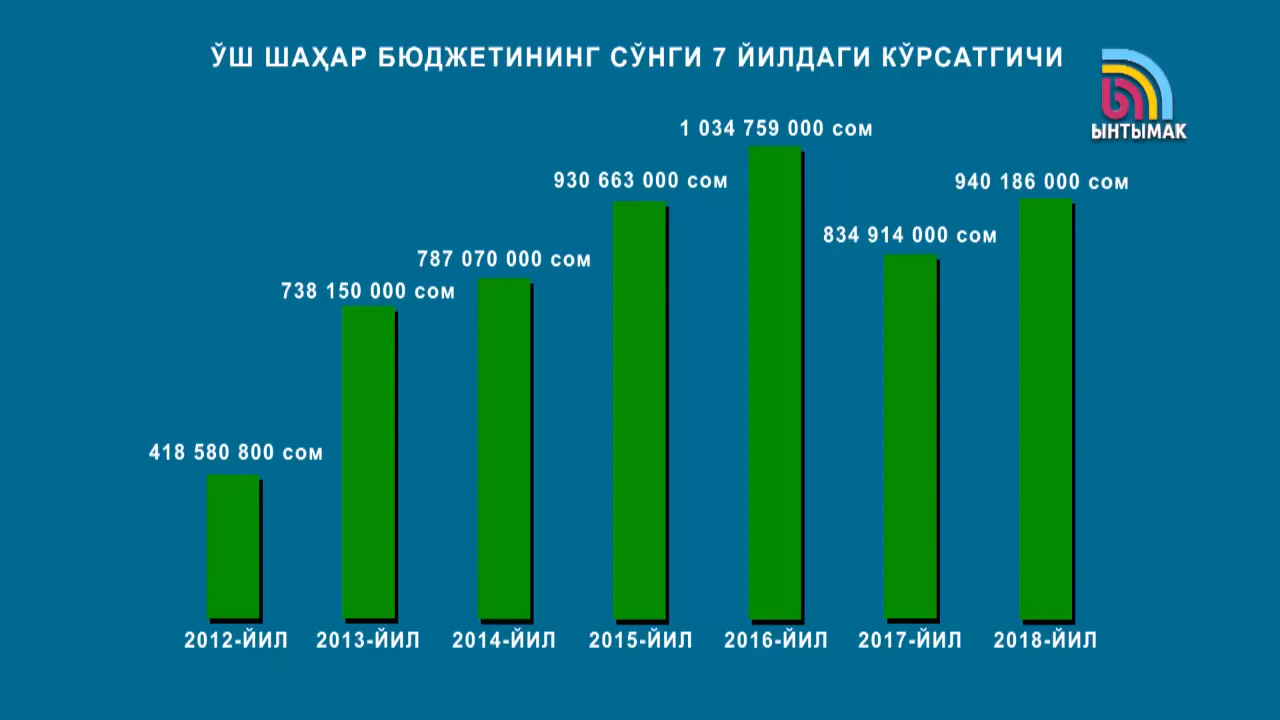 ЎШ ШАҲАР БЮДЖЕТИНИНГ СЎНГИ 7 ЙИЛДАГИ КЎРСАТГИЧИ
ЫНТЫМАК
1 034 759 000 сом
930 663 000 сом
940 186 000 сом
834 914 000 сом
787 070 000 сом
738 150 000 сом
418 580 800 сом
2012-ЙИЛ 2013-ЙИЛ 2014-ЙИЛ 2015-ЙИЛ 2016-ЙИЛ 2017-ЙИЛ 2018-ЙИЛ